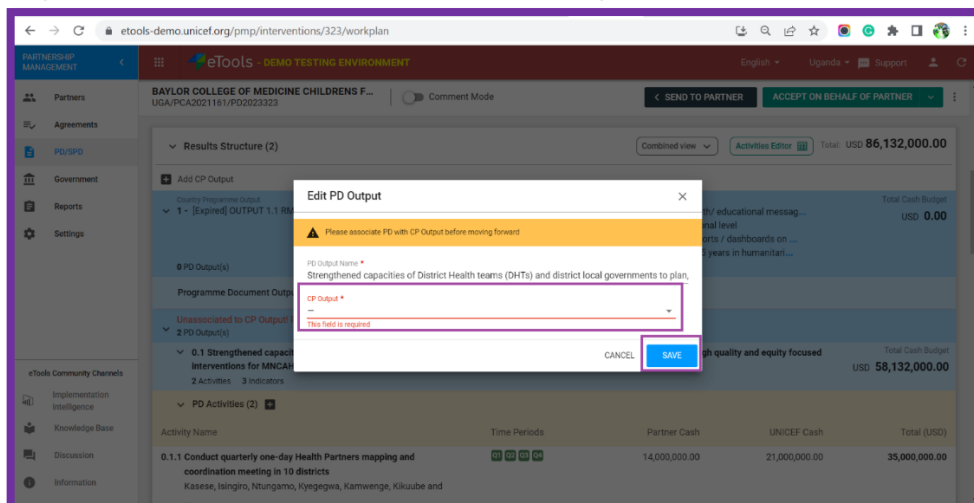 etools-demo.unicef.org/pmp/interventions/323/workplan
PARTNERSHIP MANAGEMENT
eTools - DEMO TESTING ENVIRONMENT
English
Uganda
Support
Partners
Agreements
PD/SPD
Government
Reports
Settings
eTools Community Channels
Implementation Intelligence
Knowledge Base
Discussion
Information
BAYLOR COLLEGE OF MEDICINE CHILDRENS F...
UGA/PCA2021161/PD2023323
Comment Mode
SEND TO PARTNER
ACCEPT ON BEHALF OF PARTNER
Results Structure (2)
Combined view
Activities Editor
Total: USD 86,132,000.00
Add CP Output
Country Programme Output
1 - [Expired] OUTPUT 1.1 RM
th/ educational messag...
nal level
orts / dashboards on ...
years in humanitari...
Total Cash Budget
USD 0.00
0 PD Output(s)
Programme Document Outp
Unassociated to CP Output!
2 PD Output(s)
Edit PD Output
Please associate PD with CP Output before moving forward
PD Output Name *
Strengthened capacities of District Health teams (DHTs) and district local governments to plan,
CP Output *
—
This field is required
CANCEL
SAVE
0.1 Strengthened capacit
gh quality and equity focused
interventions for MNCAH
2 Activities 3 Indicators
Total Cash Budget
USD 58,132,000.00
PD Activities (2)
Activity Name Time Periods Partner Cash UNICEF Cash Total (USD)
0.1.1 Conduct quarterly one-day Health Partners mapping and Q1 Q2 Q3 Q4 14,000,000.00 21,000,000.00 35,000,000.00
coordination meeting in 10 districts
Kasese, Isingiro, Ntungamo, Kyegegwa, Kamwenge, Kikuube and